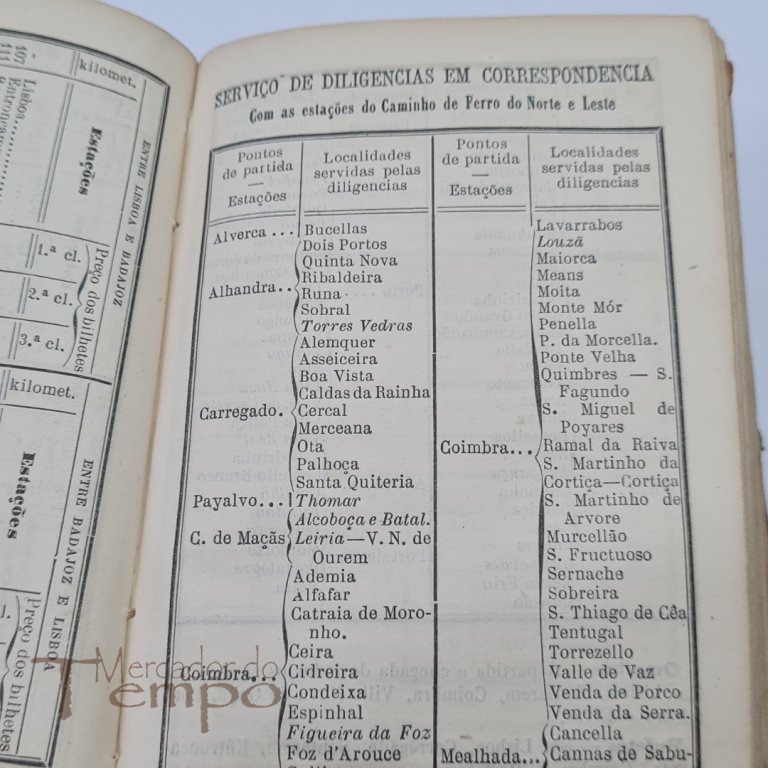 kilomet.
107
111
Lisboa
Estações
ENTRE LISBOA E BADAJOZ
1.ª cl.
2.ª cl.
3.ª cl.
Preço dos bilhetes
kilomet.
Estações
ENTRE BADAJOZ E LISBOA
Preço dos bilhetes
SERVIÇO DE DILIGENCIAS EM CORRESPONDENCIA
Com as estações do Caminho de Ferro do Norte e Leste
Pontos
de partida
—
Estações
Localidades
servidas pelas
diligencias
Alverca ...
Bucellas
Dois Portos
Quinta Nova
Ribaldeira
Alhandra..
Runa
Sobral
Torres Vedras
Alemquer
Asseiceira
Boa Vista
Caldas da Rainha
Carregado.
Cercal
Merceana
Ota
Palhoça
Santa Quiteria
Payalvo...
Thomar
Alcoboça e Batal.
C. de Maçãs
Leiria—V. N. de
Ourem
Ademia
Alfafar
Catraia de Moro-
nho.
Ceira
Coimbra...
Cidreira
Condeixa
Espinhal
Figueira da Foz
Foz d'Arouce
Pontos
de partida
—
Estações
Localidades
servidas pelas
diligencias
Lavarrabos
Louzã
Maiorca
Means
Moita
Monte Mór
Penella
P. da Morcella.
Ponte Velha
Quimbres — S.
Fagundo
S. Miguel de
Poyares
Coimbra...
Ramal da Raiva
S. Martinho da
Cortiça—Cortiça
S. Martinho de
Arvore
Murcellão
S. Fructuoso
Sernache
Sobreira
S. Thiago de Cêa
Tentugal
Torrezello
Valle de Vaz
Venda de Porco
Venda da Serra.
Cancella
Mealhada...
Cannas de Sabu-
Mercador do
Tempo